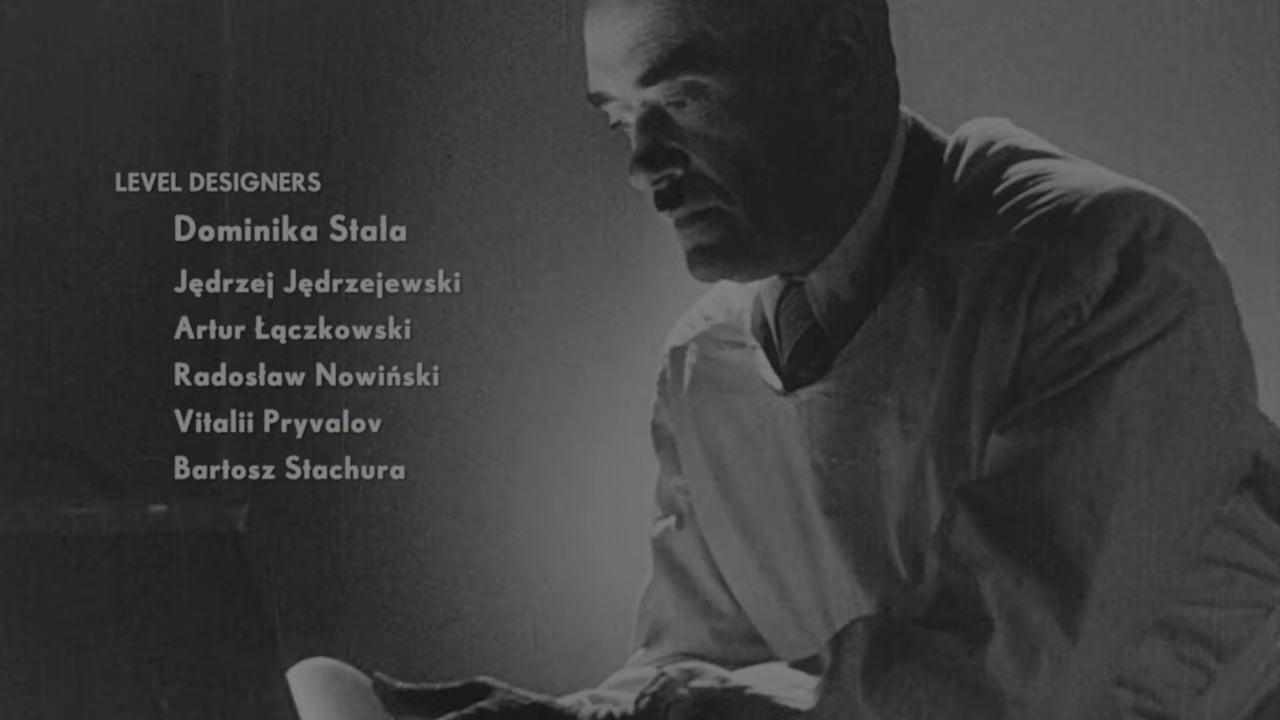 LEVEL DESIGNERS
Dominika Stala
Jędrzej Jędrzejewski
Artur Łączkowski
Radosław Nowiński
Vitalii Pryvalov
Bartosz Stachura